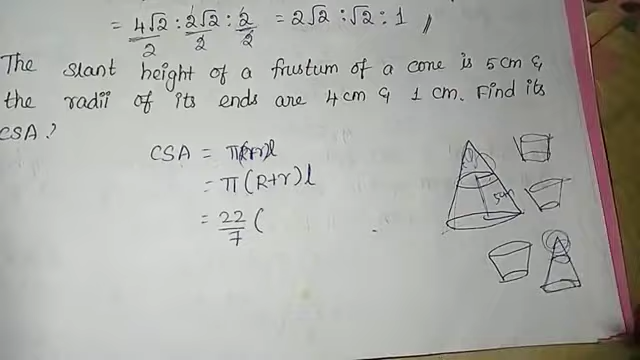 = 4√2/2 : 2√2/2 : 2/2 = 2√2 : √2 : 1 //
The slant height of a frustum of a cone is 5cm &
the radii of its ends are 4cm & 1 cm. Find its
CSA?
CSA =
= π(R+r)l
= 22/7 (
5cm